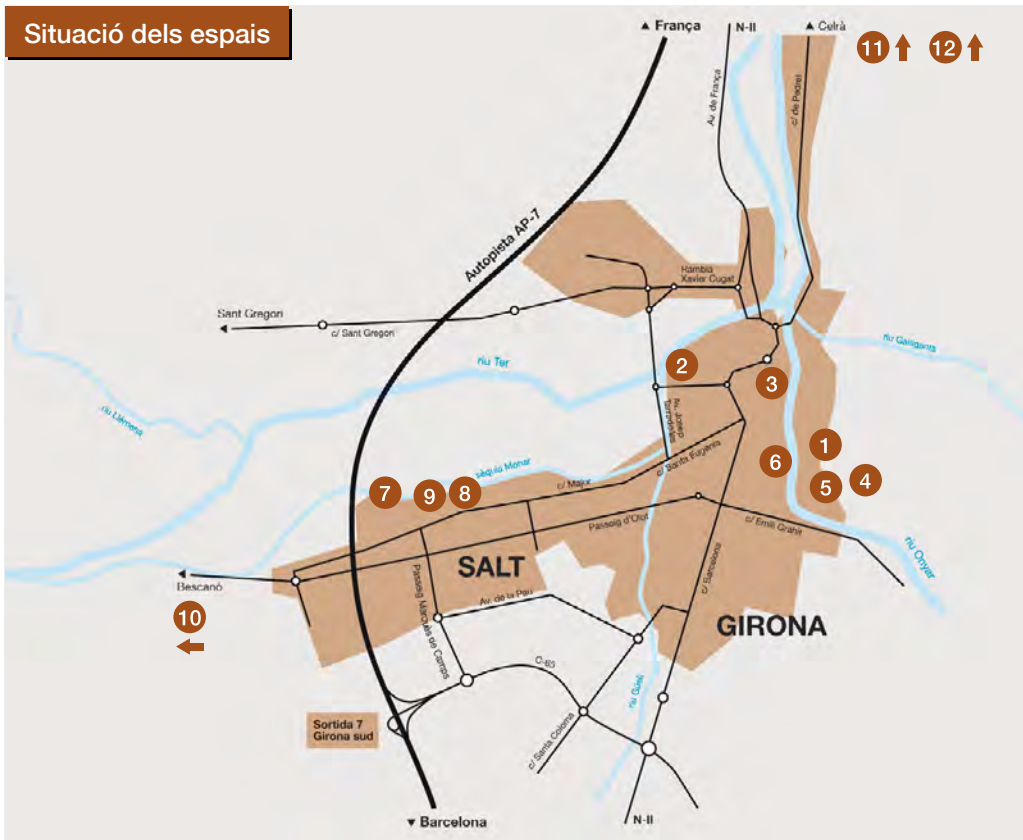 Situació dels espais
▲ França
N-II
▲ Celrà
11
12
Av. de França
c/ de Pedret
Autopista AP-7
Rambla
Xavier Cugat
Sant Gregori
c/ Sant Gregori
riu Galligants
riu Ter
2
3
riu Llémena
Av. Josep
Tarradellas
c/ Santa Eugenia
1
6
sèquia Monar
7
9
8
c/ Major
5
4
Passeig d'Olot
c/ Emili Grahit
riu Onyar
Bescanó
SALT
c/ Barcelona
Passeig Marquès de Camps
Av. de la Pau
10
GIRONA
C-65
riu Güell
Sortida 7
Girona sud
c/ Santa Coloma
▼ Barcelona
N-II